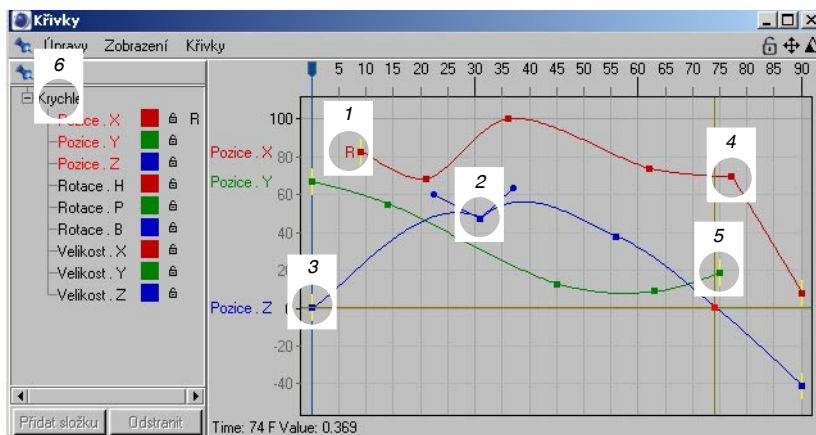 Křivky
Úpravy Zobrazení Křivky
6
Krychle
Pozice . X R
Pozice . Y
Pozice . Z
Rotace . H
Rotace . P
Rotace . B
Velikost . X
Velikost . Y
Velikost . Z
Přidat složku Odstranit
5 10 15 20 25 30 35 40 45 50 55 60 65 70 75 80 85 90
100
1
4
Pozice . X R
80
Pozice . Y
60
2
40
5
20
3
Pozice . Z 0
-20
-40
Time: 74 F Value: 0.369